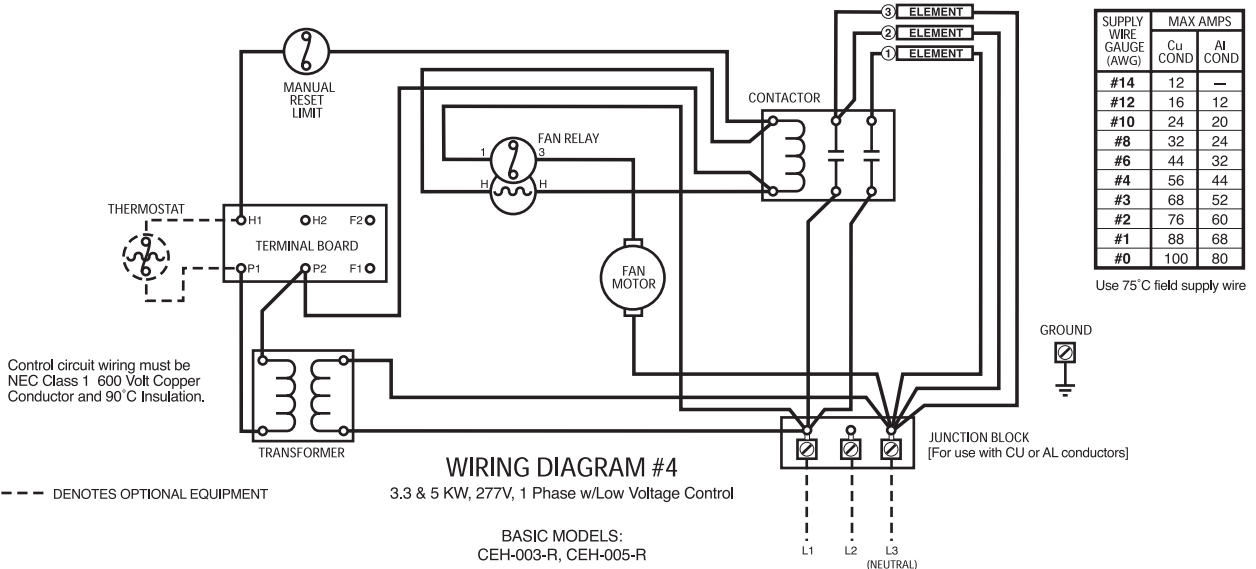 3 ELEMENT
2 ELEMENT
1 ELEMENT
MANUAL
RESET
LIMIT
CONTACTOR
FAN RELAY
1 3
H H
THERMOSTAT
H1 H2 F2
TERMINAL BOARD
P1 P2 F1
FAN
MOTOR
SUPPLY WIRE GAUGE (AWG) MAX AMPS
Cu COND Al COND
#14 12 —
#12 16 12
#10 24 20
#8 32 24
#6 44 32
#4 56 44
#3 68 52
#2 76 60
#1 88 68
#0 100 80
Use 75˚C field supply wire
GROUND
Control circuit wiring must be
NEC Class 1 600 Volt Copper
Conductor and 90˚C Insulation.
TRANSFORMER
JUNCTION BLOCK
[For use with CU or AL conductors]
WIRING DIAGRAM #4
3.3 & 5 KW, 277V, 1 Phase w/Low Voltage Control
DENOTES OPTIONAL EQUIPMENT
BASIC MODELS:
CEH-003-R, CEH-005-R
L1 L2 L3
(NEUTRAL)